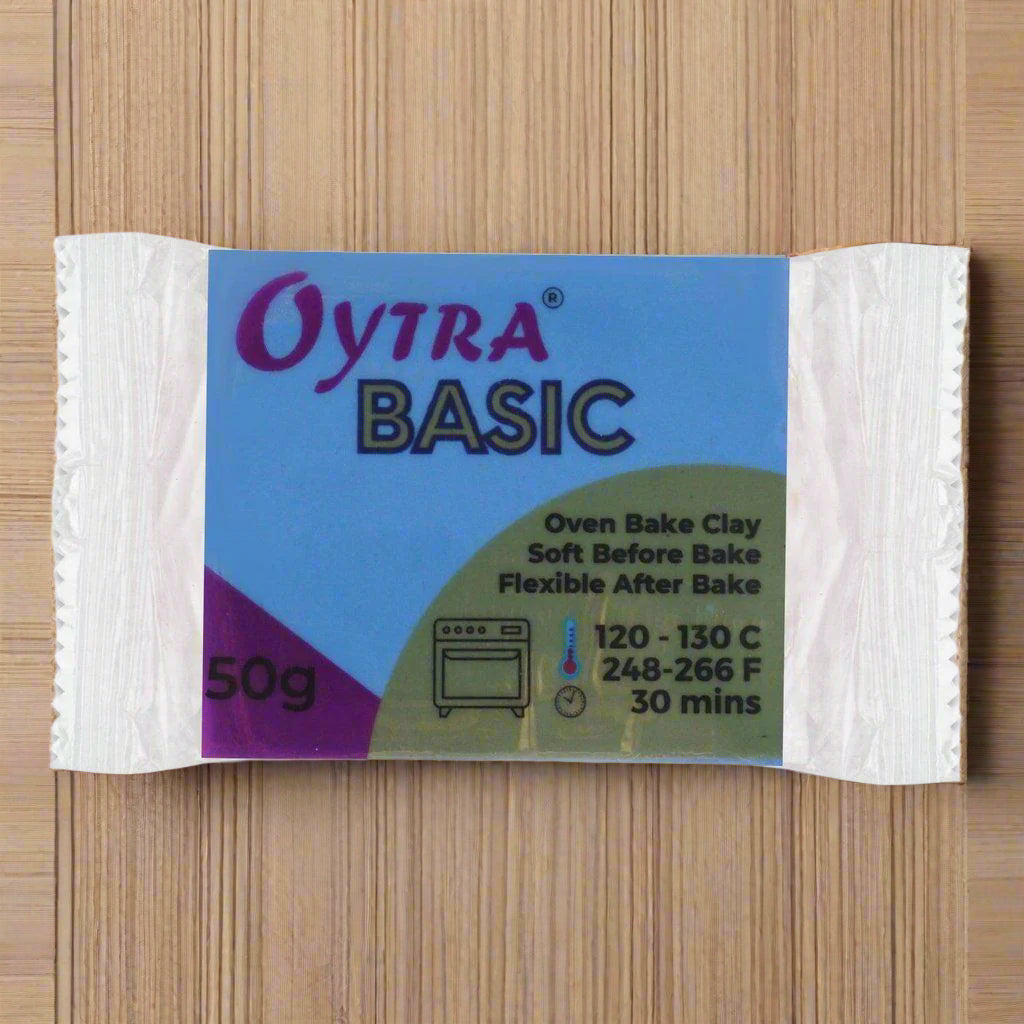 OyTRA®
BASIC
Oven Bake Clay
Soft Before Bake
Flexible After Bake
120 - 130 C
248-266 F
30 mins
50g